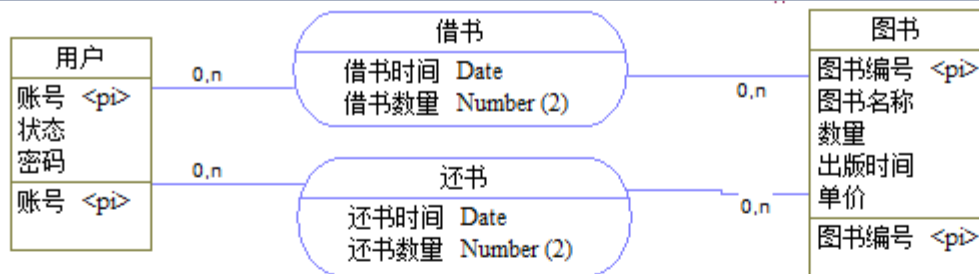 用户
账号 <pi>
状态
密码
账号 <pi>
0,n
0,n
借书
借书时间 Date
借书数量 Number (2)
还书
还书时间 Date
还书数量 Number (2)
0,n
0,n
图书
图书编号 <pi>
图书名称
数量
出版时间
单价
图书编号 <pi>